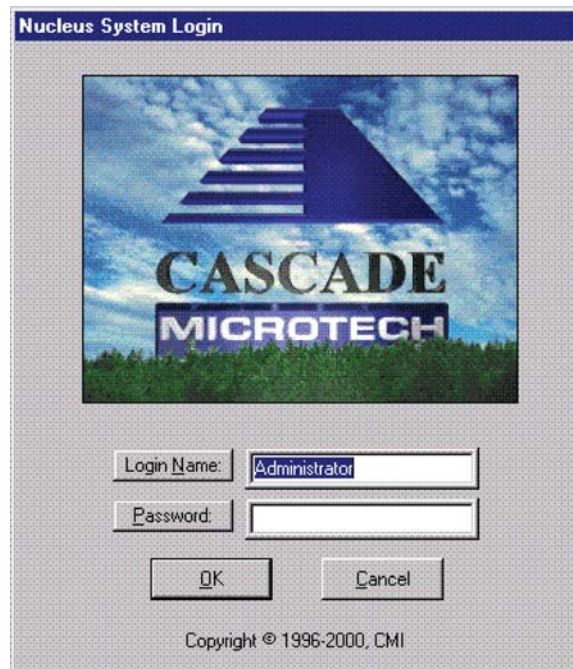 Nucleus System Login
CASCADE
MICROTECH
Login Name:
Administrator
Password:
OK
Cancel
Copyright © 1996-2000, CMI